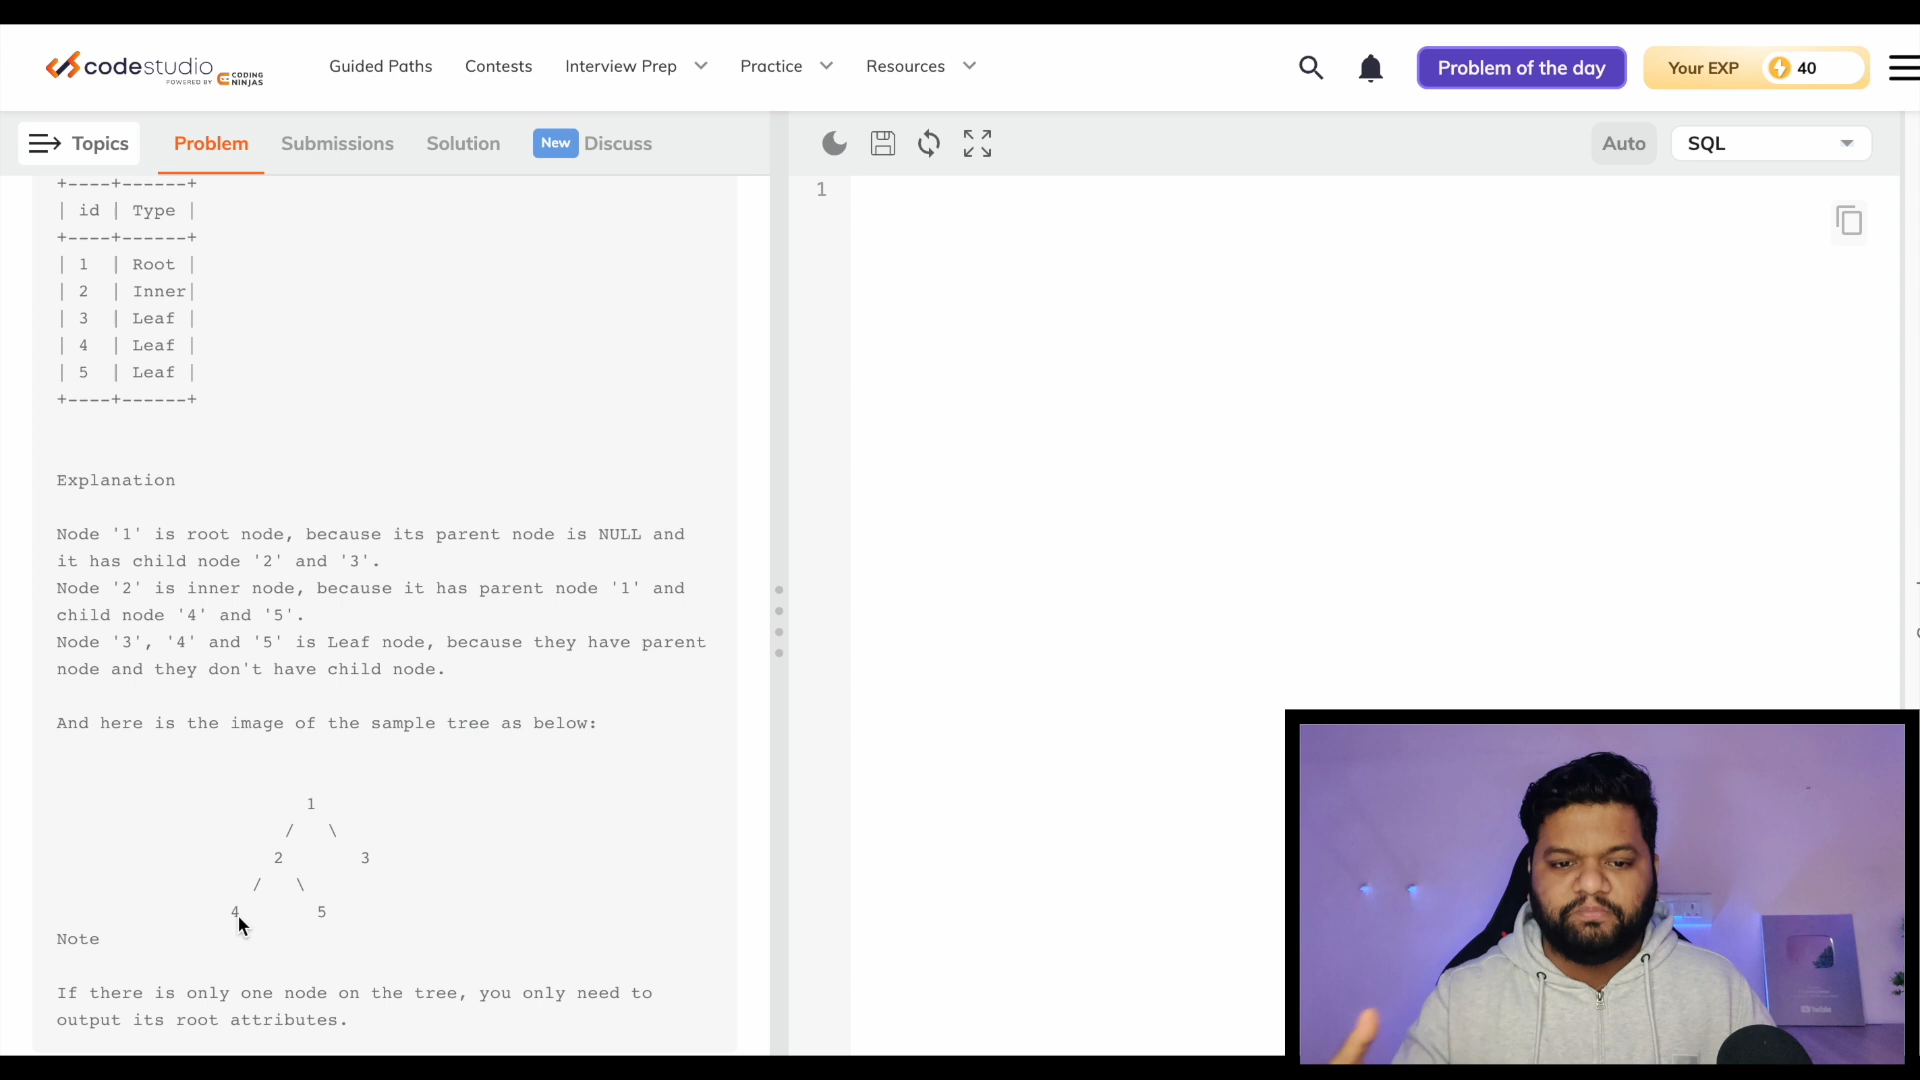 codestudio
POWERED BY CODING NINJAS
Guided Paths
Contests
Interview Prep
Practice
Resources
Problem of the day
Your EXP
40
Topics
Problem
Submissions
Solution
New
Discuss
Auto
SQL
+----+------+
| id | Type |
+----+------+
| 1 | Root |
| 2 | Inner|
| 3 | Leaf |
| 4 | Leaf |
| 5 | Leaf |
+----+------+
Explanation
Node '1' is root node, because its parent node is NULL and
it has child node '2' and '3'.
Node '2' is inner node, because it has parent node '1' and
child node '4' and '5'.
Node '3', '4' and '5' is Leaf node, because they have parent
node and they don't have child node.
And here is the image of the sample tree as below:
1
/ \
2 3
/ \
4 5
Note
If there is only one node on the tree, you only need to
output its root attributes.
1
YouTube